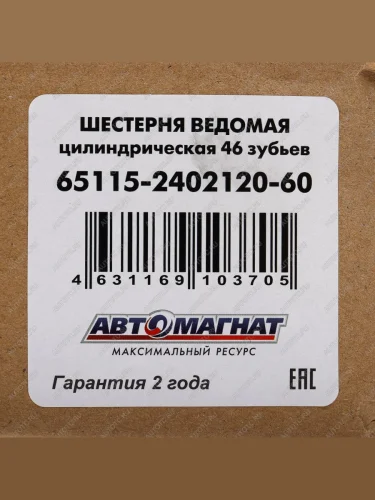 ШЕСТЕРНЯ ВЕДОМАЯ
цилиндрическая 46 зубьев
65115-2402120-60
4 631169 103705
АВТОМАГНАТ
МАКСИМАЛЬНЫЙ РЕСУРС
Гарантия 2 года
ЕАС